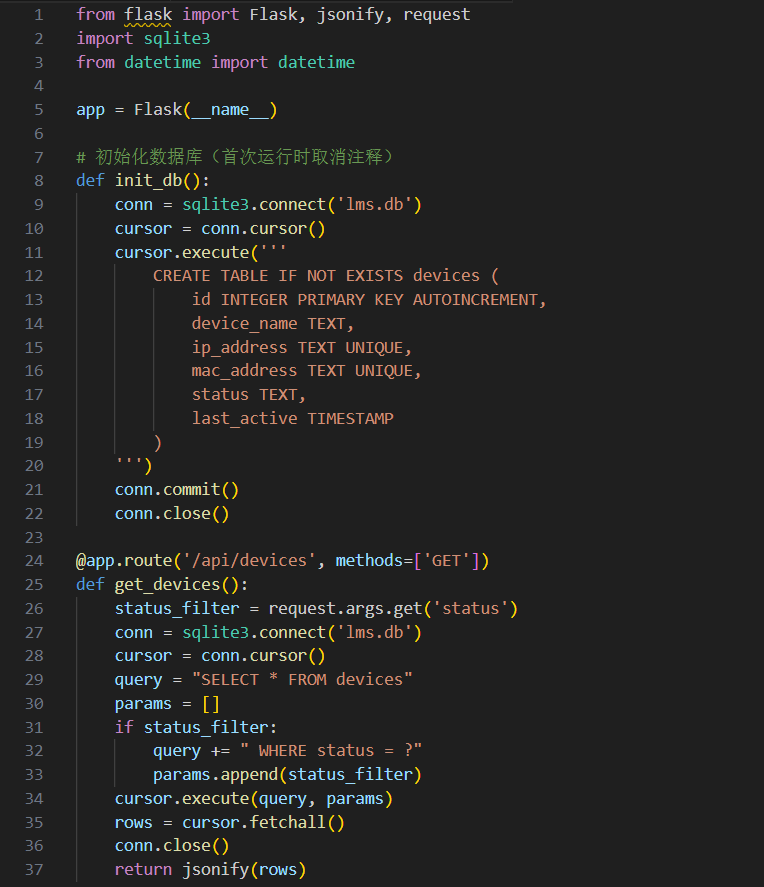 1 from flask import Flask, jsonify, request
2 import sqlite3
3 from datetime import datetime
4
5 app = Flask(__name__)
6
7 # 初始化数据库（首次运行时取消注释）
8 def init_db():
9     conn = sqlite3.connect('lms.db')
10     cursor = conn.cursor()
11     cursor.execute('''
12         CREATE TABLE IF NOT EXISTS devices (
13             id INTEGER PRIMARY KEY AUTOINCREMENT,
14             device_name TEXT,
15             ip_address TEXT UNIQUE,
16             mac_address TEXT UNIQUE,
17             status TEXT,
18             last_active TIMESTAMP
19         )
20     ''')
21     conn.commit()
22     conn.close()
23
24 @app.route('/api/devices', methods=['GET'])
25 def get_devices():
26     status_filter = request.args.get('status')
27     conn = sqlite3.connect('lms.db')
28     cursor = conn.cursor()
29     query = "SELECT * FROM devices"
30     params = []
31     if status_filter:
32         query += " WHERE status = ?"
33         params.append(status_filter)
34     cursor.execute(query, params)
35     rows = cursor.fetchall()
36     conn.close()
37     return jsonify(rows)